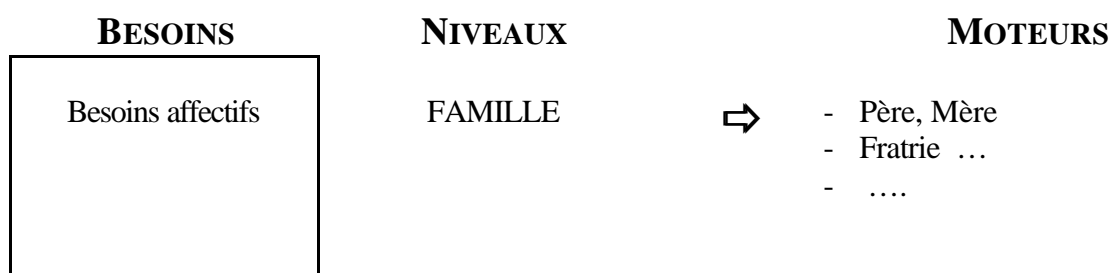 BESOINS NIVEAUX MOTEURS
Besoins affectifs FAMILLE ⇨ - Père, Mère
- Fratrie …
- ….